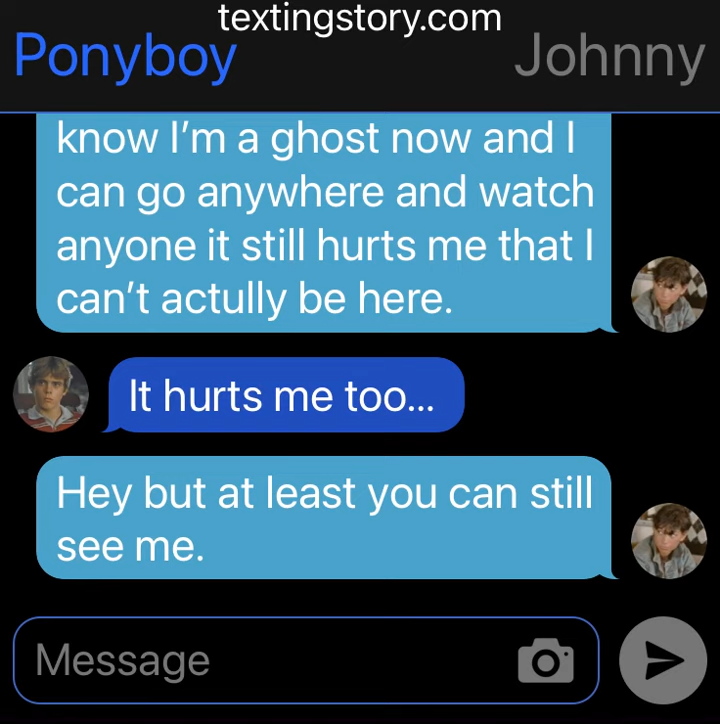 textingstory.com
Ponyboy
Johnny
know I'm a ghost now and I
can go anywhere and watch
anyone it still hurts me that I
can't actully be here.
It hurts me too...
Hey but at least you can still
see me.
Message